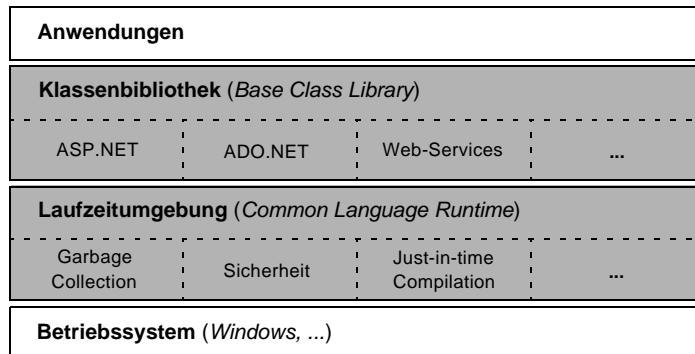 Anwendungen
Klassenbibliothek (Base Class Library)
ASP.NET ADO.NET Web-Services ...
Laufzeitumgebung (Common Language Runtime)
Garbage Collection Sicherheit Just-in-time Compilation ...
Betriebssystem (Windows, ...)